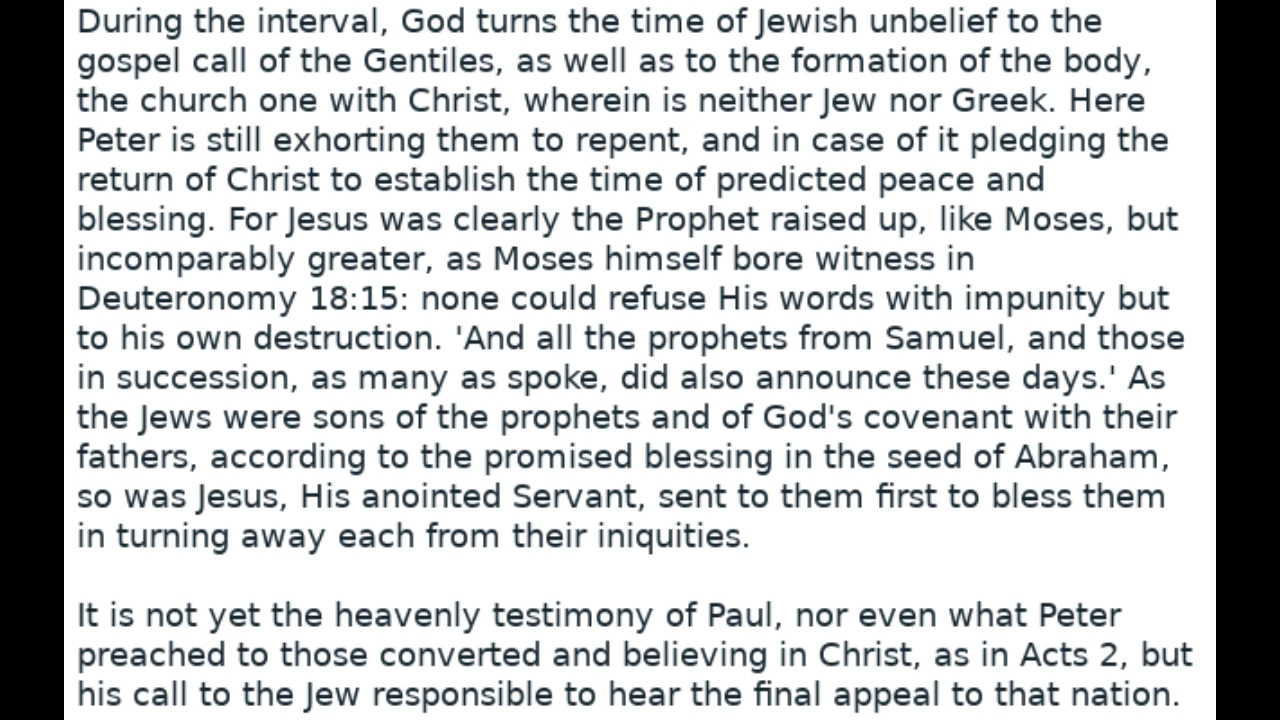 During the interval, God turns the time of Jewish unbelief to the
gospel call of the Gentiles, as well as to the formation of the body,
the church one with Christ, wherein is neither Jew nor Greek. Here
Peter is still exhorting them to repent, and in case of it pledging the
return of Christ to establish the time of predicted peace and
blessing. For Jesus was clearly the Prophet raised up, like Moses, but
incomparably greater, as Moses himself bore witness in
Deuteronomy 18:15: none could refuse His words with impunity but
to his own destruction. 'And all the prophets from Samuel, and those
in succession, as many as spoke, did also announce these days.' As
the Jews were sons of the prophets and of God's covenant with their
fathers, according to the promised blessing in the seed of Abraham,
so was Jesus, His anointed Servant, sent to them first to bless them
in turning away each from their iniquities.
It is not yet the heavenly testimony of Paul, nor even what Peter
preached to those converted and believing in Christ, as in Acts 2, but
his call to the Jew responsible to hear the final appeal to that nation.